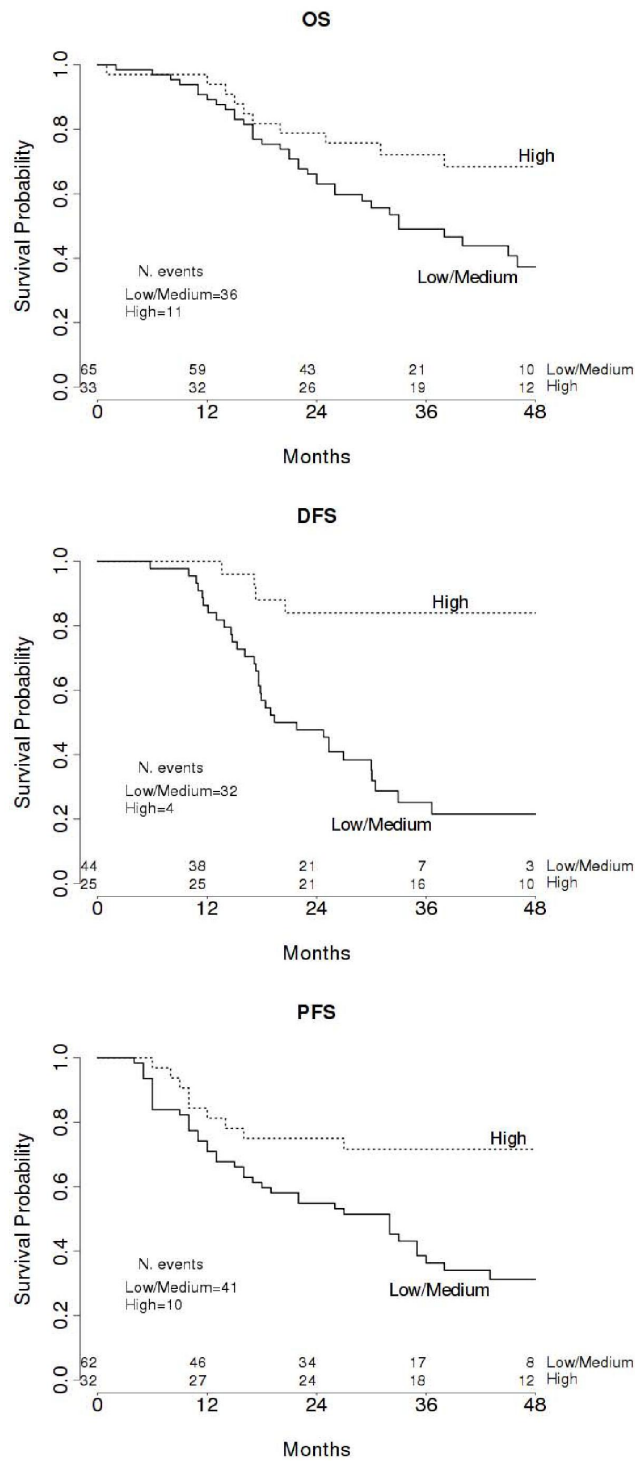 OS
Survival Probability
1.0
0.8
0.6
0.4
0.2
0.0
High
Low/Medium
N. events
Low/Medium=36
High=11
65 59 43 21 10 Low/Medium
33 32 26 19 12 High
0 12 24 36 48
Months
DFS
Survival Probability
1.0
0.8
0.6
0.4
0.2
0.0
High
N. events
Low/Medium=32
High=4
Low/Medium
44 38 21 7 3 Low/Medium
25 25 21 16 10 High
0 12 24 36 48
Months
PFS
Survival Probability
1.0
0.8
0.6
0.4
0.2
0.0
High
N. events
Low/Medium=41
High=10
Low/Medium
62 46 34 17 8 Low/Medium
32 27 24 18 12 High
0 12 24 36 48
Months